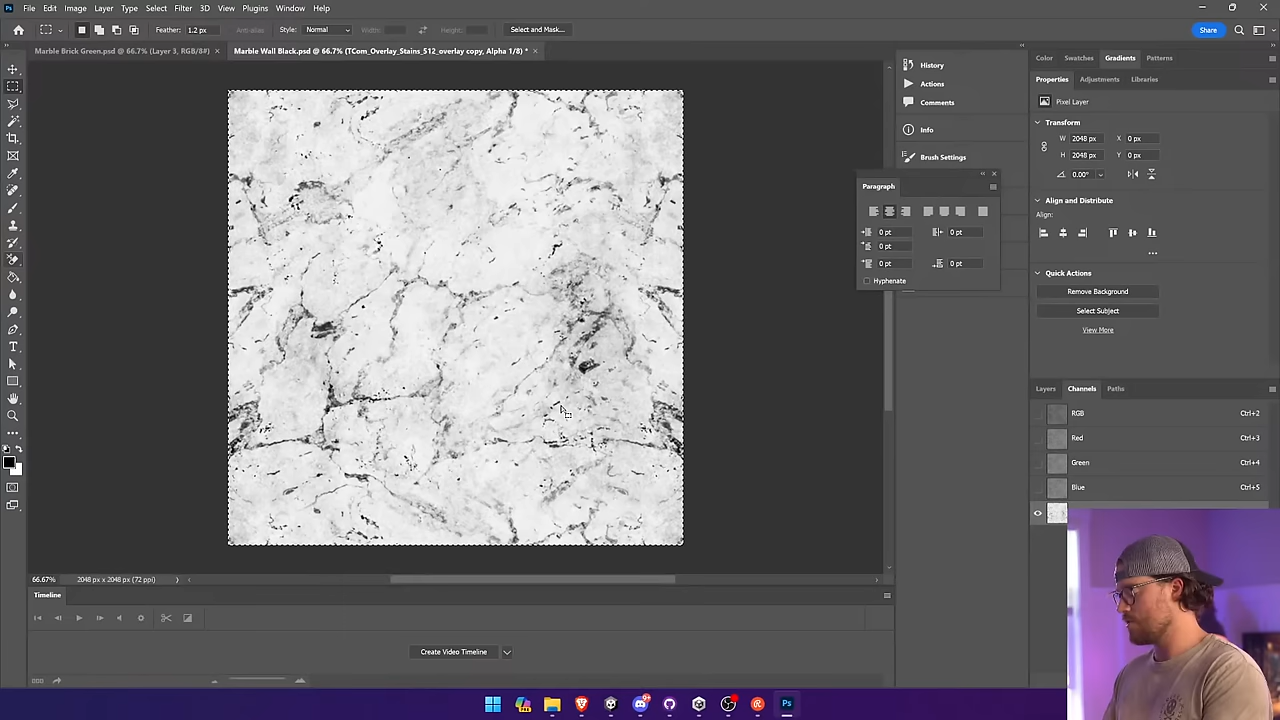 Ps File Edit Image Layer Type Select Filter 3D View Plugins Window Help
Feather: 1.2 px Anti-alias Style: Normal Width: Height: Select and Mask... Share
Marble Brick Green.psd @ 66.7% (Layer 3, RGB/8#) × Marble Wall Black.psd @ 66.7% (TCom_Overlay_Stains_512_overlay copy, Alpha 1/8) * ×
History
Actions
Comments
Info
Brush Settings
Paragraph
0 pt 0 pt
0 pt
0 pt 0 pt
Hyphenate
Color Swatches Gradients Patterns
Properties Adjustments Libraries
Pixel Layer
Transform
W 2048 px X 0 px
H 2048 px Y 0 px
0.00°
Align and Distribute
Align:
...
Quick Actions
Remove Background
Select Subject
View More
Layers Channels Paths
RGB Ctrl+2
Red Ctrl+3
Green Ctrl+4
Blue Ctrl+5
66.67% 2048 px x 2048 px (72 ppi)
Timeline
Create Video Timeline
Ps